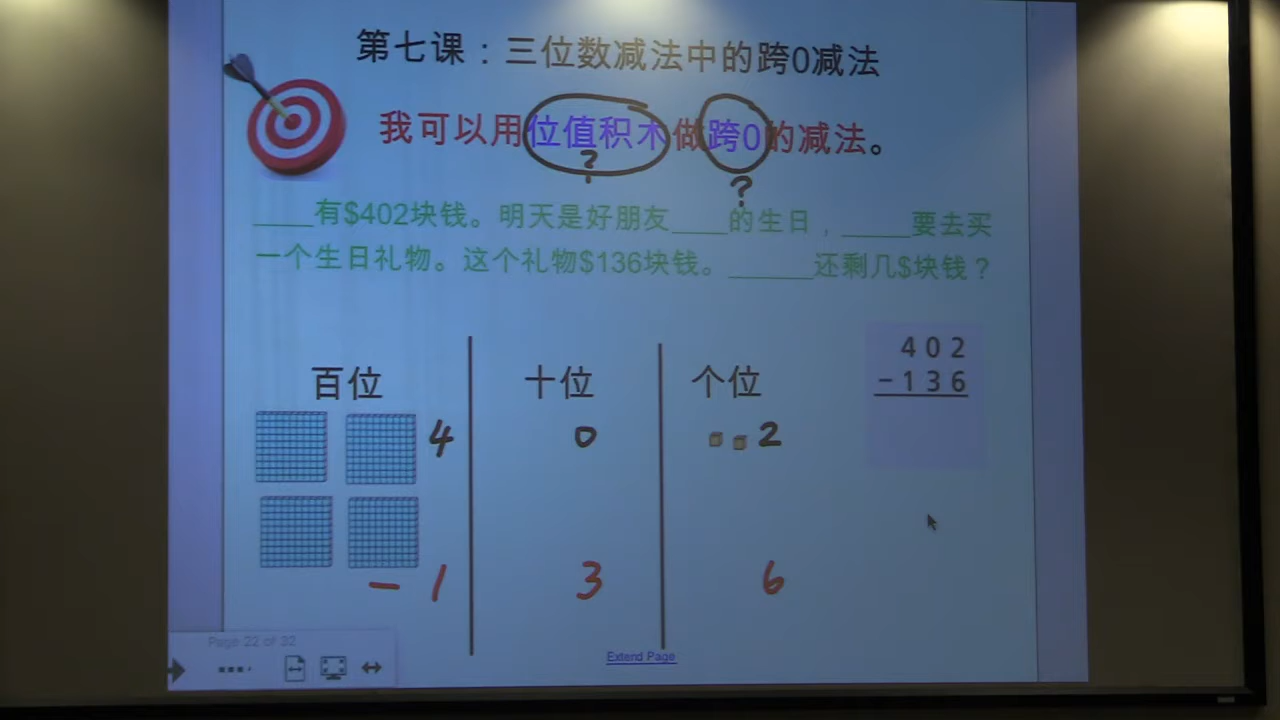 第七课：三位数减法中的跨0减法
我可以用位值积木做跨0的减法。
? ?
____有$402块钱。明天是好朋友____的生日，_____要去买
一个生日礼物。这个礼物$136块钱。______还剩几$块钱？
402
-136
百位 十位 个位
4 0 2
- 1 3 6
Page 22 of 32
Extend Page